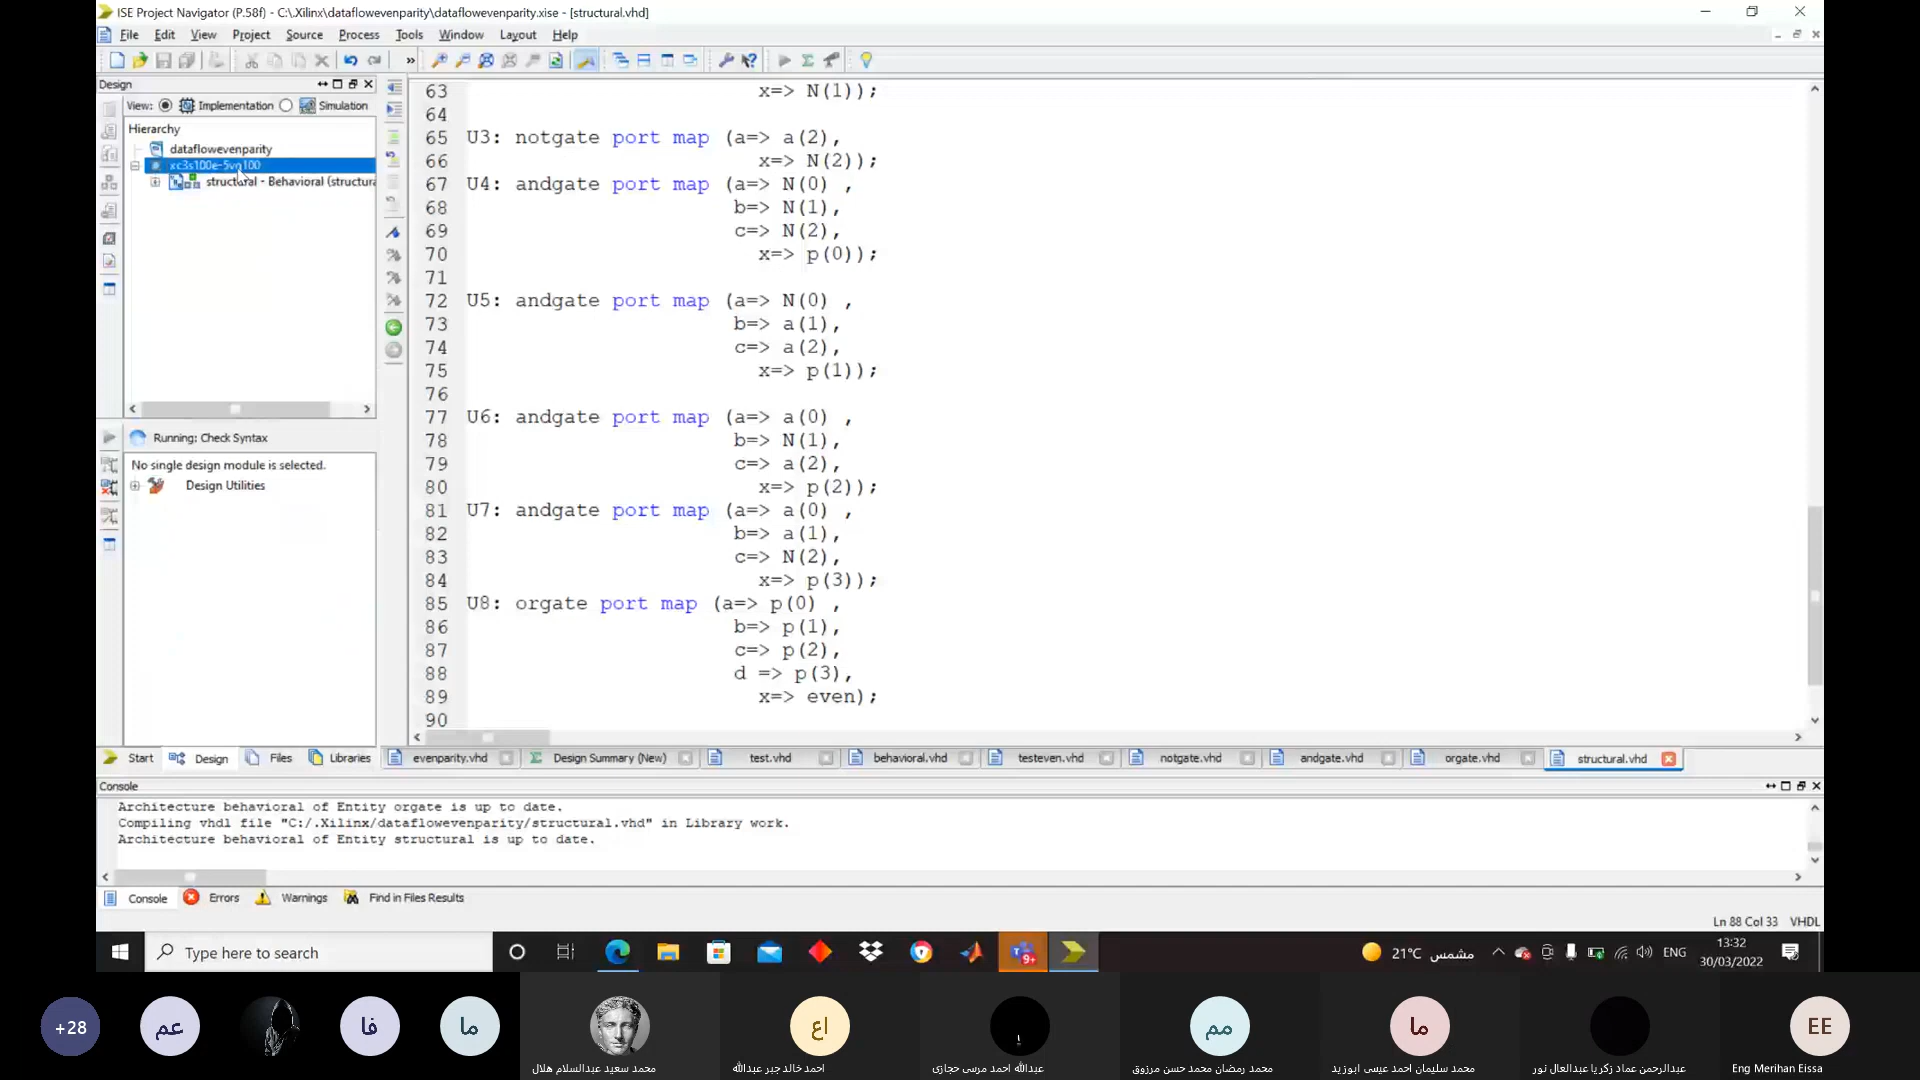 ISE Project Navigator (P.58f) - C:\.Xilinx\dataflowevenparity\dataflowevenparity.xise - [structural.vhd]
File Edit View Project Source Process Tools Window Layout Help
Design
View: Implementation Simulation
Hierarchy
dataflowevenparity
xc3s100e-5vq100
structural - Behavioral (structura
Running: Check Syntax
No single design module is selected.
Design Utilities
63 x=> N(1));
64
65 U3: notgate port map (a=> a(2),
66 x=> N(2));
67 U4: andgate port map (a=> N(0) ,
68 b=> N(1),
69 c=> N(2),
70 x=> p(0));
71
72 U5: andgate port map (a=> N(0) ,
73 b=> a(1),
74 c=> a(2),
75 x=> p(1));
76
77 U6: andgate port map (a=> a(0) ,
78 b=> N(1),
79 c=> a(2),
80 x=> p(2));
81 U7: andgate port map (a=> a(0) ,
82 b=> a(1),
83 c=> N(2),
84 x=> p(3));
85 U8: orgate port map (a=> p(0) ,
86 b=> p(1),
87 c=> p(2),
88 d => p(3),
89 x=> even);
90
Start Design Files Libraries evenparity.vhd Design Summary (New) test.vhd behavioral.vhd testeven.vhd notgate.vhd andgate.vhd orgate.vhd structural.vhd
Console
Architecture behavioral of Entity orgate is up to date.
Compiling vhdl file "C:/.Xilinx/dataflowevenparity/structural.vhd" in Library work.
Architecture behavioral of Entity structural is up to date.
Console Errors Warnings Find in Files Results
Ln 88 Col 33 VHDL
Type here to search
9+
21°C مشمس
ENG
13:32
30/03/2022
+28 عم فا ما اع مم ما EE
محمد سعيد عبدالسلام هلال
احمد خالد جبر عبدالله
عبدالله احمد مرسى حجازى
محمد رمضان محمد حسن مرزوق
محمد سليمان احمد عيسى ابوزيد
عبدالرحمن عماد زكريا عبدالعال نور
Eng Merihan Eissa